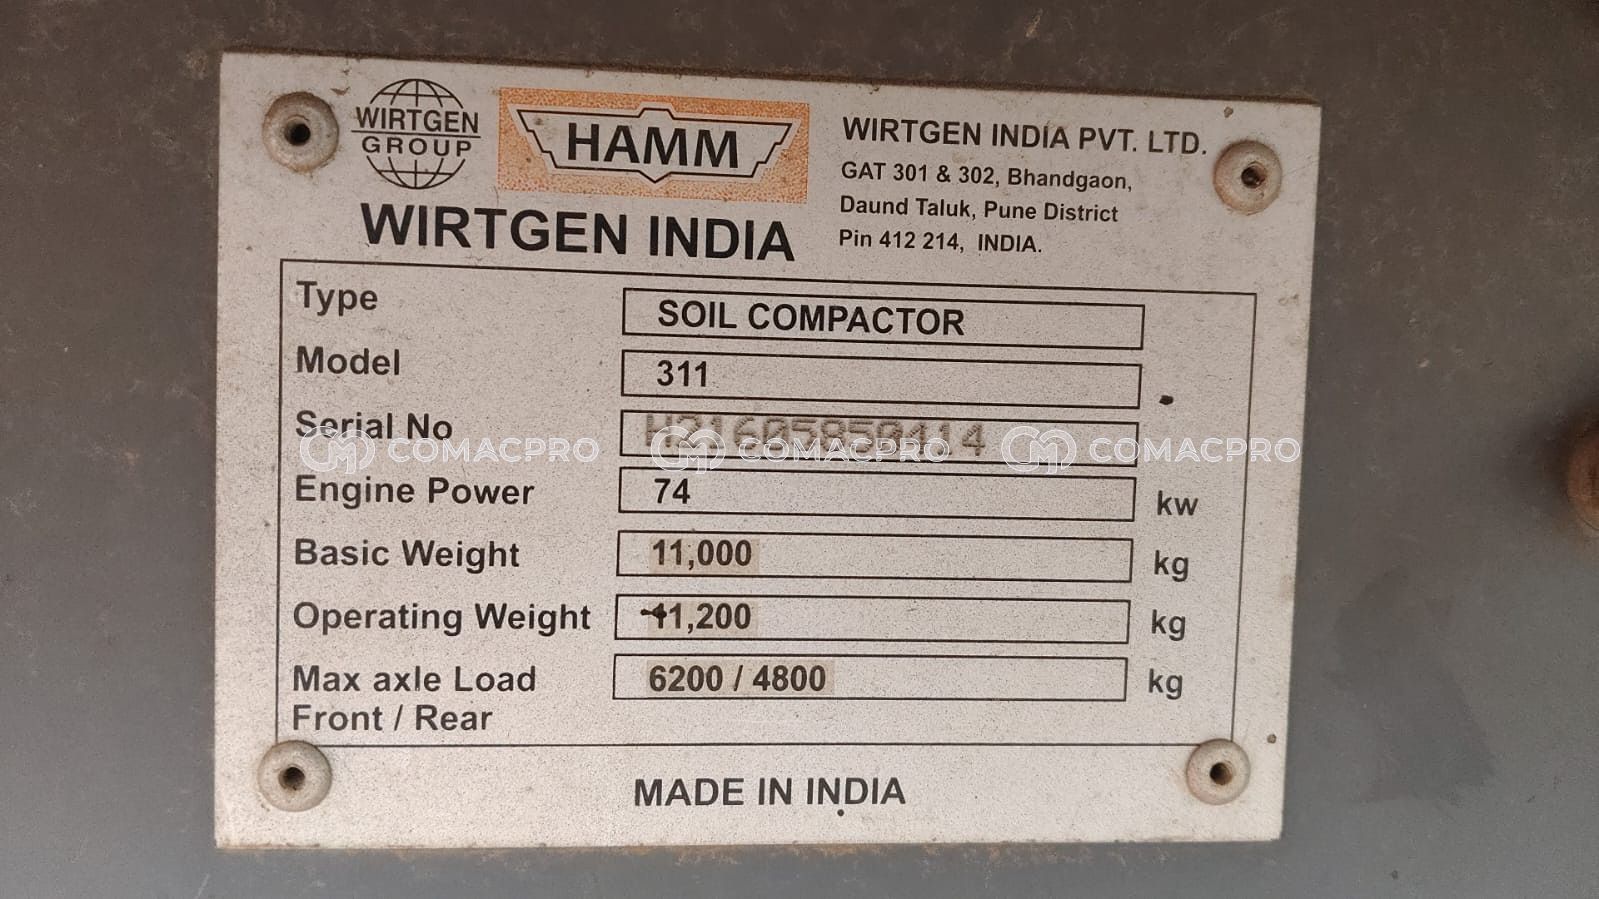 WIRTGEN
GROUP
HAMM
WIRTGEN INDIA
WIRTGEN INDIA PVT. LTD.
GAT 301 & 302, Bhandgaon,
Daund Taluk, Pune District
Pin 412 214, INDIA.
Type SOIL COMPACTOR
Model 311
Serial No
COMACPRO COMACPRO COMACPRO
Engine Power 74 kw
Basic Weight 11,000 kg
Operating Weight 11,200 kg
Max axle Load 6200 / 4800 kg
Front / Rear
MADE IN INDIA